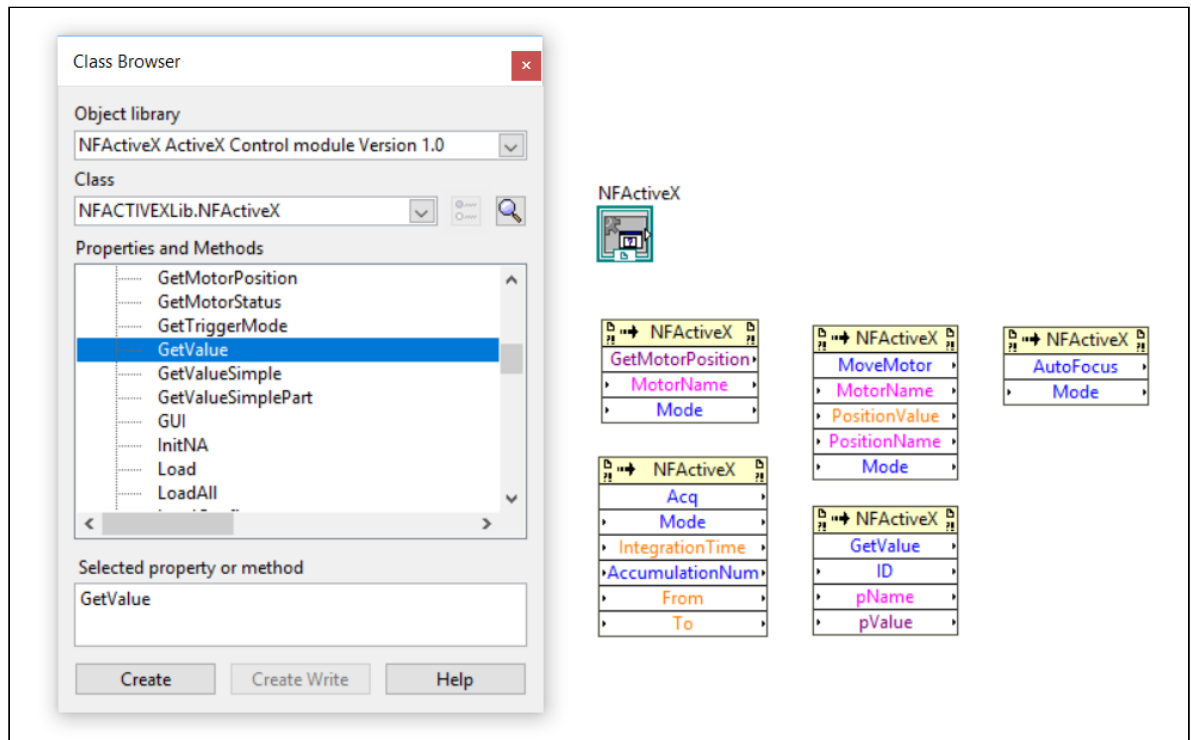 Class Browser
Object library
NFActiveX ActiveX Control module Version 1.0
Class
NFACTIVEXLib.NFActiveX
Properties and Methods
GetMotorPosition
GetMotorStatus
GetTriggerMode
GetValue
GetValueSimple
GetValueSimplePart
GUI
InitNA
Load
LoadAll
Selected property or method
GetValue
Create
Create Write
Help
NFActiveX
NFActiveX
GetMotorPosition
MotorName
Mode
NFActiveX
MoveMotor
MotorName
PositionValue
PositionName
Mode
NFActiveX
AutoFocus
Mode
NFActiveX
Acq
Mode
IntegrationTime
AccumulationNum
From
To
NFActiveX
GetValue
ID
pName
pValue